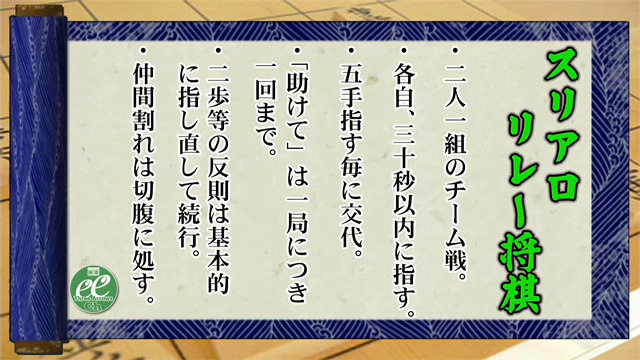 スリアロ
リレー将棋
・二人一組のチーム戦。
・各自、三十秒以内に指す。
・五手指す毎に交代。
・「助けて」は一局につき
一回まで。
・二歩等の反則は基本的
に指し直して続行。
・仲間割れは切腹に処す。
Three Arrows
Ch